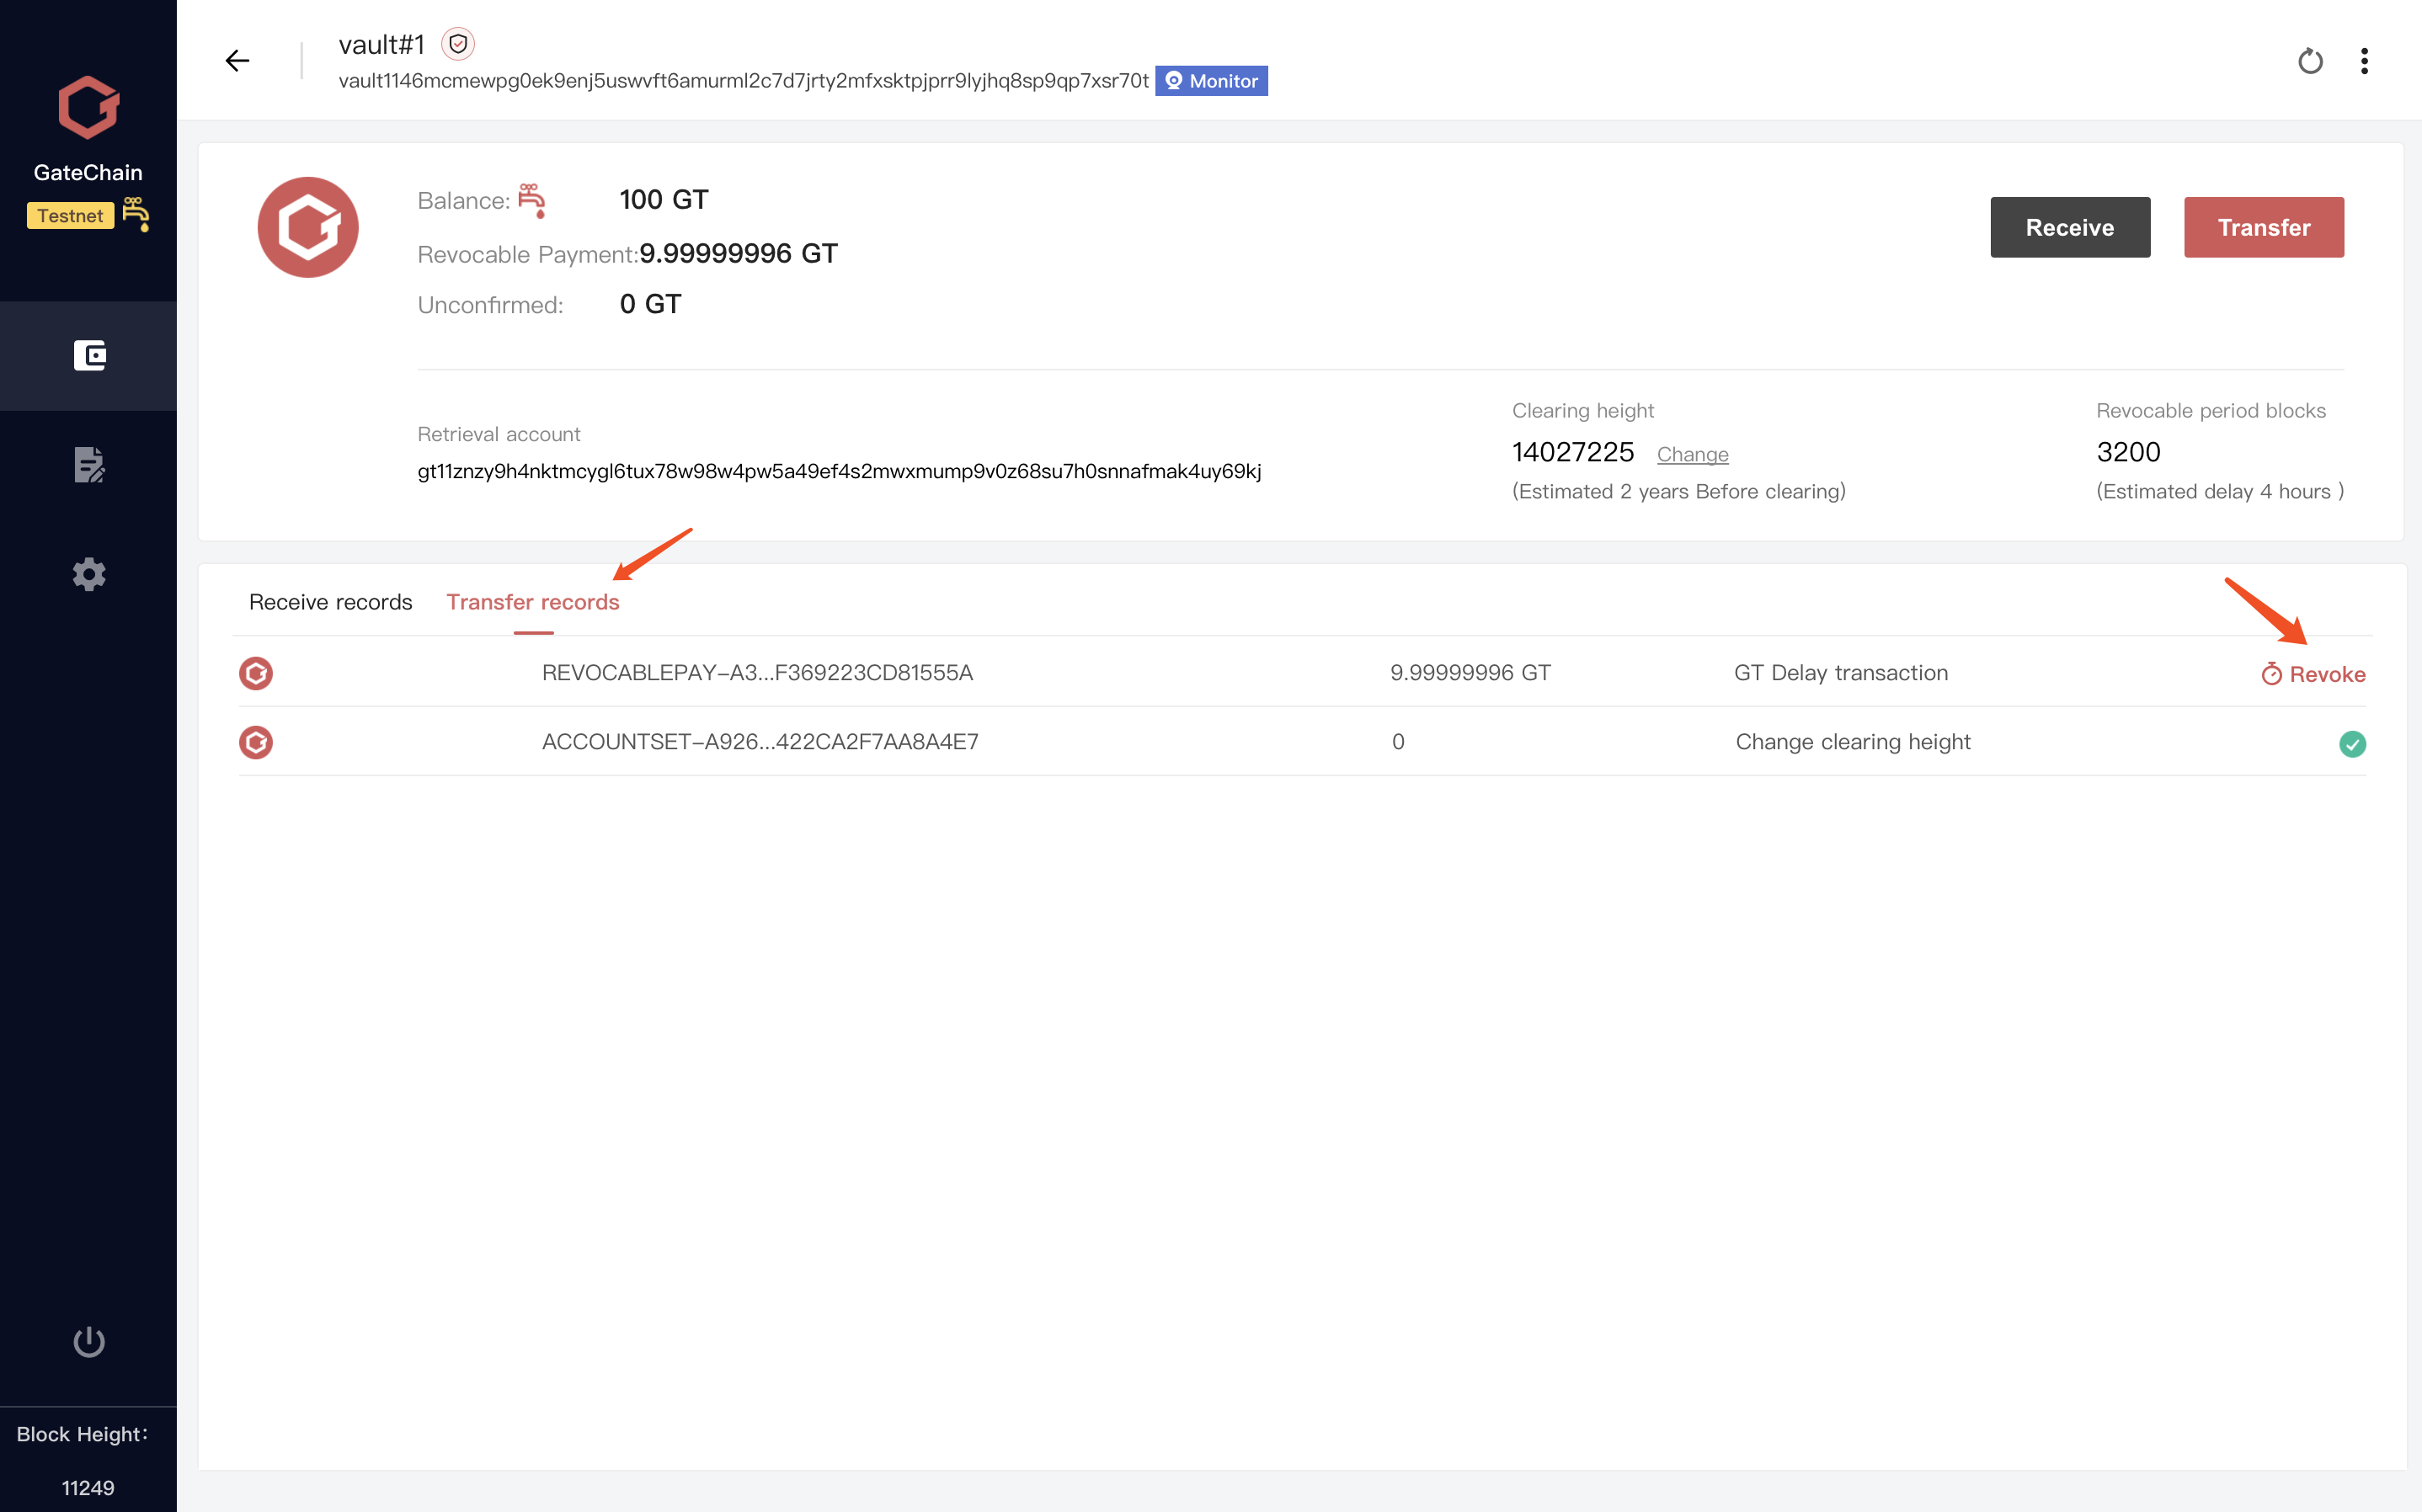 GateChain
Testnet
Block Height:
11249
vault#1
vault1146mcmewpg0ek9enj5uswvft6amurml2c7d7jrty2mfxsktpjprr9lyjhq8sp9qp7xsr70t Monitor
Balance: 100 GT
Revocable Payment:9.99999996 GT
Unconfirmed: 0 GT
Receive
Transfer
Retrieval account
gt11znzy9h4nktmcygl6tux78w98w4pw5a49ef4s2mwxmump9v0z68su7h0snnafmak4uy69kj
Clearing height
14027225 Change
(Estimated 2 years Before clearing)
Revocable period blocks
3200
(Estimated delay 4 hours )
Receive records Transfer records
REVOCABLEPAY-A3...F369223CD81555A 9.99999996 GT GT Delay transaction Revoke
ACCOUNTSET-A926...422CA2F7AA8A4E7 0 Change clearing height